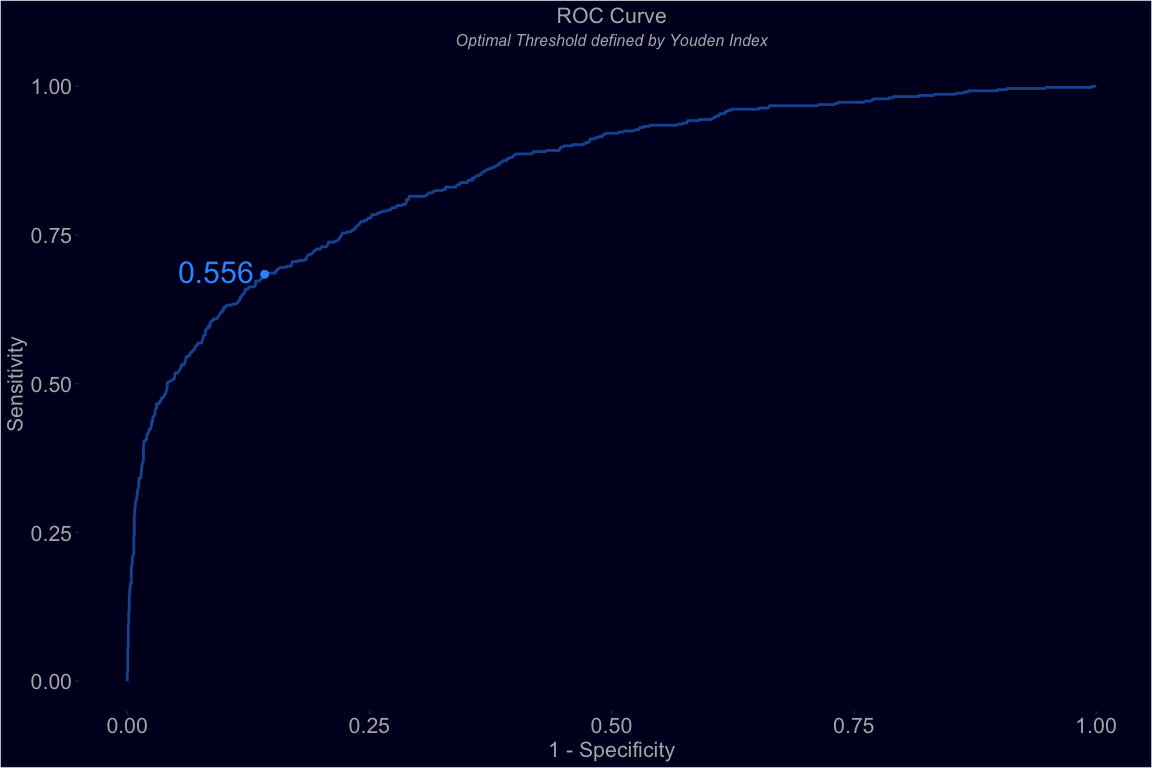 ROC Curve
Optimal Threshold defined by Youden Index
1.00
0.75
0.556
0.50
0.25
0.00
Sensitivity
0.00 0.25 0.50 0.75 1.00
1 - Specificity